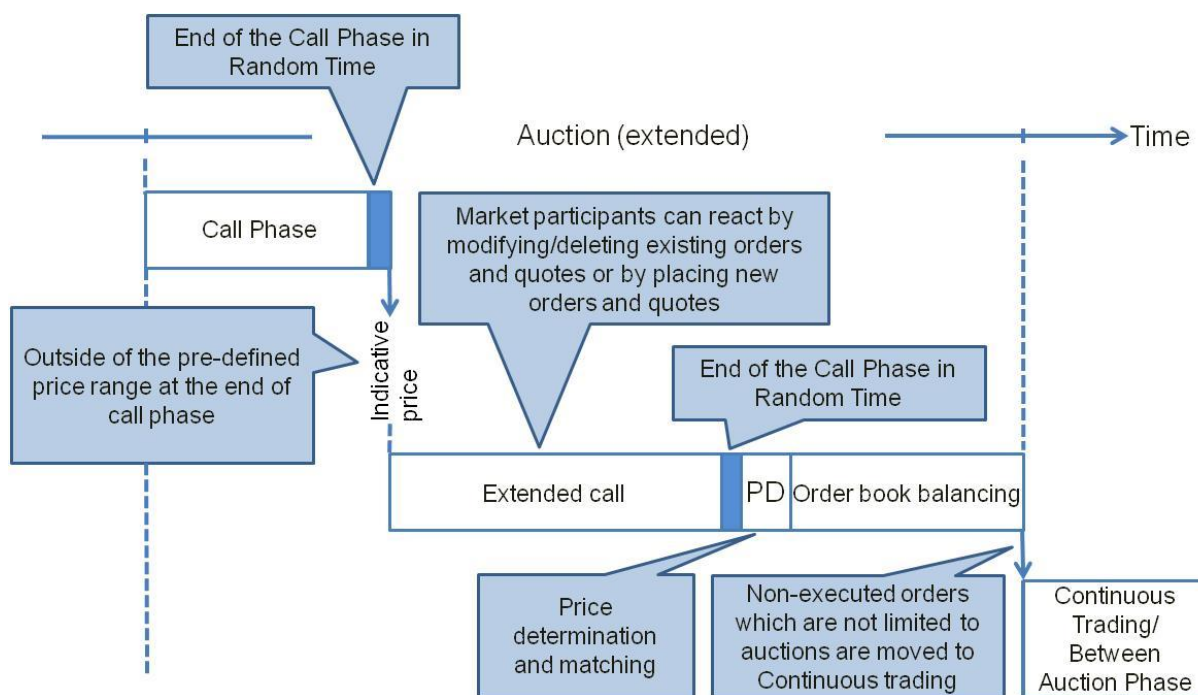 End of the Call Phase in
Random Time
Auction (extended)
Time
Call Phase
Market participants can react by
modifying/deleting existing orders
and quotes or by placing new
orders and quotes
Outside of the pre-defined
price range at the end of
call phase
Indicative
price
End of the Call Phase in
Random Time
Extended call
PD
Order book balancing
Price
determination
and matching
Non-executed orders
which are not limited to
auctions are moved to
Continuous trading
Continuous
Trading/
Between
Auction Phase